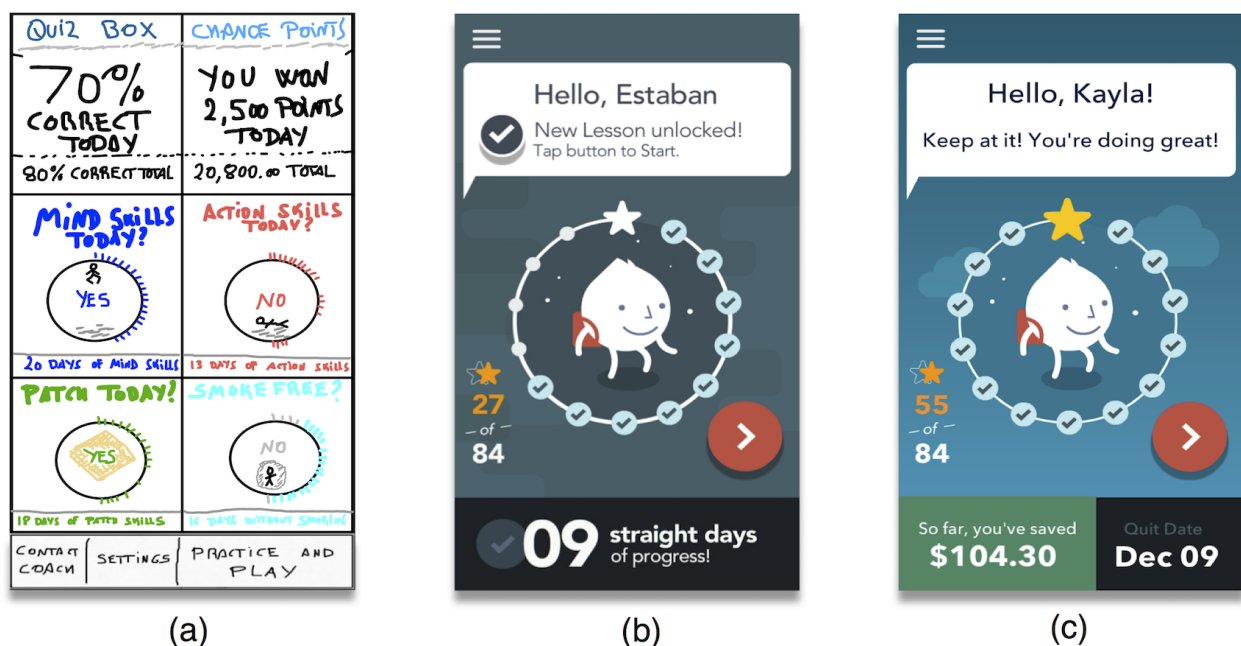 QUIZ BOX
70%
CORRECT
TODAY
80% CORRECT TOTAL
CHANCE POINTS
YOU WON
2,500 POINTS
TODAY
20,800.00 TOTAL
MIND SKILLS
TODAY?
YES
20 DAYS OF MIND SKILLS
ACTION SKILLS
TODAY?
NO
13 DAYS OF ACTION SKILLS
PATCH TODAY?
YES
18 DAYS OF PATCH SKILLS
SMOKE FREE?
NO
16 DAYS WITHOUT SMOKING
CONTACT
COACH
SETTINGS
PRACTICE AND
PLAY
(a)
Hello, Estaban
New Lesson unlocked!
Tap button to Start.
27
of
84
09 straight days
of progress!
(b)
Hello, Kayla!
Keep at it! You're doing great!
55
of
84
So far, you've saved
$104.30
Quit Date
Dec 09
(c)